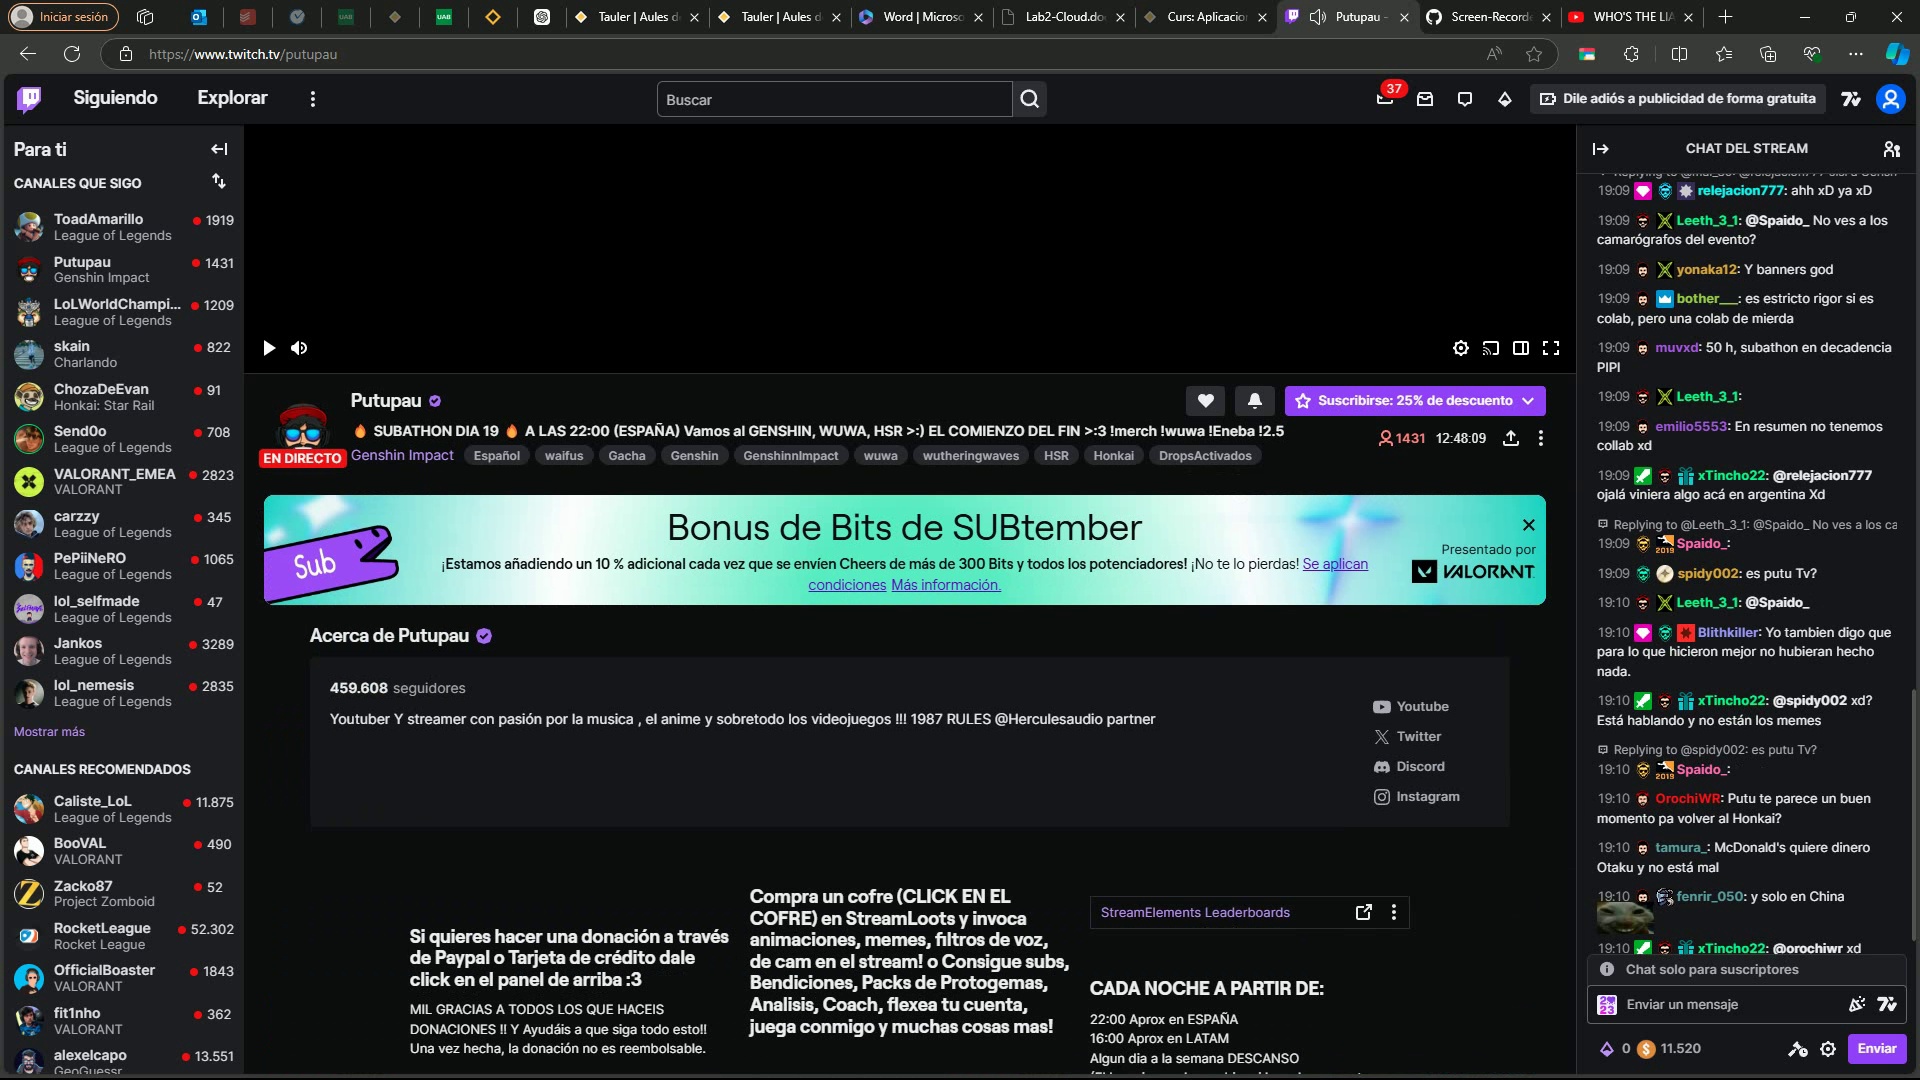 Iniciar sesión
UAB
UAB
Tauler | Aules d
Tauler | Aules d
Word | Microso
Lab2-Cloud.do
Curs: Aplicacion
Putupau -
Screen-Record
WHO'S THE LIA
https://www.twitch.tv/putupau
Siguiendo
Explorar
Buscar
37
Dile adiós a publicidad de forma gratuita
Para ti
CANALES QUE SIGO
ToadAmarillo 1919
League of Legends
Putupau 1431
Genshin Impact
LoLWorldChampi... 1209
League of Legends
skain 822
Charlando
ChozaDeEvan 91
Honkai: Star Rail
Send0o 708
League of Legends
VALORANT_EMEA 2823
VALORANT
carzzy 345
League of Legends
PePiiNeRO 1065
League of Legends
lol_selfmade 47
League of Legends
Jankos 3289
League of Legends
lol_nemesis 2835
League of Legends
Mostrar más
CANALES RECOMENDADOS
Caliste_LoL 11.875
League of Legends
BooVAL 490
VALORANT
Zacko87 52
Project Zomboid
RocketLeague 52.302
Rocket League
OfficialBoaster 1843
VALORANT
fit1nho 362
VALORANT
alexelcapo 13.551
GeoGuessr
EN DIRECTO
Putupau
Suscribirse: 25% de descuento
🔥 SUBATHON DIA 19 🔥 A LAS 22:00 (ESPAÑA) Vamos al GENSHIN, WUWA, HSR >:) EL COMIENZO DEL FIN >:3 !merch !wuwa !Eneba !2.5
1431 12:48:09
Genshin Impact Español waifus Gacha Genshin GenshinnImpact wuwa wutheringwaves HSR Honkai DropsActivados
Sub
Bonus de Bits de SUBtember
¡Estamos añadiendo un 10 % adicional cada vez que se envíen Cheers de más de 300 Bits y todos los potenciadores! ¡No te lo pierdas! Se aplican
condiciones Más información.
Presentado por
VALORANT
Acerca de Putupau
459.608 seguidores
Youtuber Y streamer con pasión por la musica , el anime y sobretodo los videojuegos !!! 1987 RULES @Herculesaudio partner
Youtube
Twitter
Discord
Instagram
Si quieres hacer una donación a través
de Paypal o Tarjeta de crédito dale
click en el panel de arriba :3
MIL GRACIAS A TODOS LOS QUE HACEIS
DONACIONES !! Y Ayudáis a que siga todo esto!!
Una vez hecha, la donación no es reembolsable.
Compra un cofre (CLICK EN EL
COFRE) en StreamLoots y invoca
animaciones, memes, filtros de voz,
de cam en el stream! o Consigue subs,
Bendiciones, Packs de Protogemas,
Analisis, Coach, flexea tu cuenta,
juega conmigo y muchas cosas mas!
StreamElements Leaderboards
CADA NOCHE A PARTIR DE:
22:00 Aprox en ESPAÑA
16:00 Aprox en LATAM
Algun dia a la semana DESCANSO
CHAT DEL STREAM
19:09 relejacion777: ahh xD ya xD
19:09 Leeth_3_1: @Spaido_ No ves a los
camarógrafos del evento?
19:09 yonaka12: Y banners god
19:09 bother___: es estricto rigor si es
colab, pero una colab de mierda
19:09 muvxd: 50 h, subathon en decadencia
PIPI
19:09 Leeth_3_1:
19:09 emilio5553: En resumen no tenemos
collab xd
19:09 xTincho22: @relejacion777
ojalá viniera algo acá en argentina Xd
Replying to @Leeth_3_1: @Spaido_ No ves a los ca
19:09 2019 Spaido_:
19:09 spidy002: es putu Tv?
19:10 Leeth_3_1: @Spaido_
19:10 Blithkiller: Yo tambien digo que
para lo que hicieron mejor no hubieran hecho
nada.
19:10 xTincho22: @spidy002 xd?
Está hablando y no están los memes
Replying to @spidy002: es putu Tv?
19:10 2019 Spaido_:
19:10 OrochiWR: Putu te parece un buen
momento pa volver al Honkai?
19:10 tamura_: McDonald's quiere dinero
Otaku y no está mal
19:10 fenrir_050: y solo en China
19:10 xTincho22: @orochiwr xd
Chat solo para suscriptores
Enviar un mensaje
0 11.520
Enviar